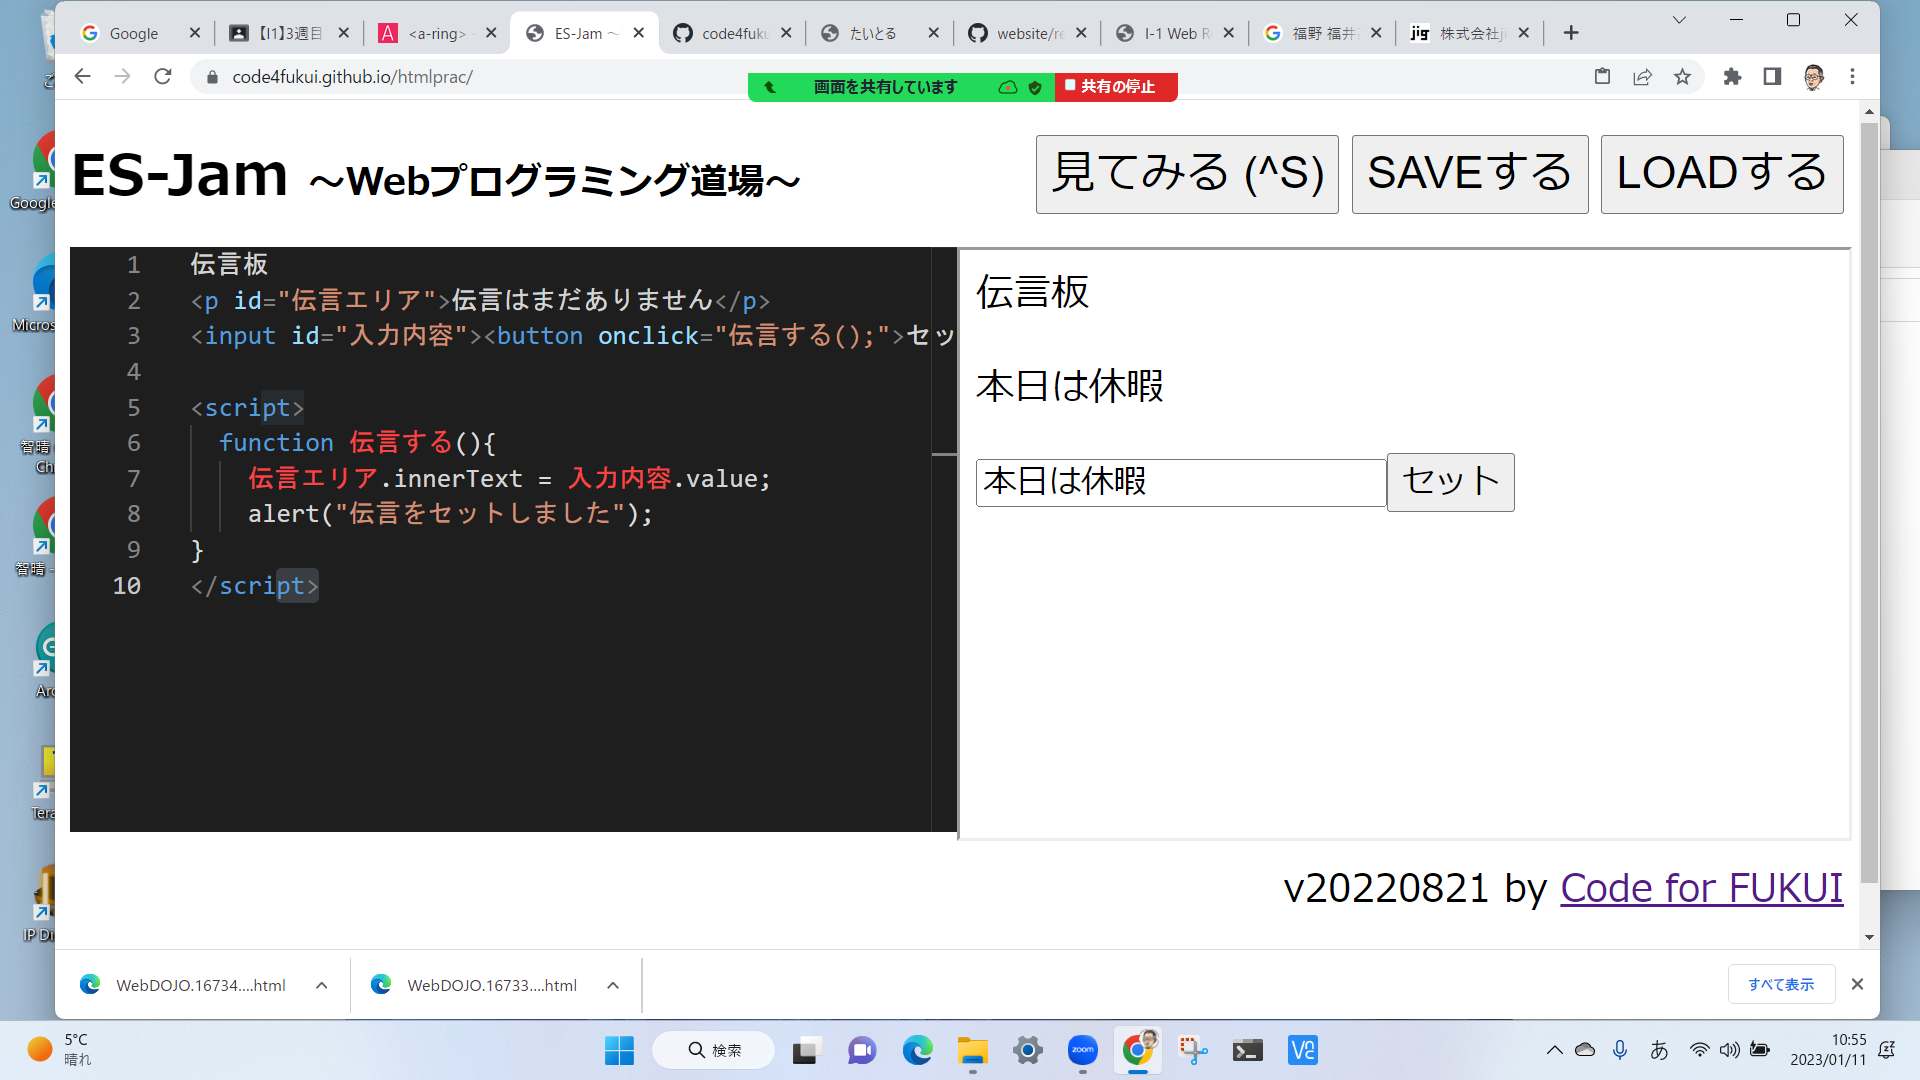 Google
【I1】3週目
<a-ring>
ES-Jam ～
code4fuku
たいとる
website/re
I-1 Web R
福野 福井
株式会社ji
code4fukui.github.io/htmlprac/
画面を共有しています
共有の停止
ES-Jam ～Webプログラミング道場～
見てみる (^S)
SAVEする
LOADする
1 伝言板
2 <p id="伝言エリア">伝言はまだありません</p>
3 <input id="入力内容"><button onclick="伝言する();">セッ
4
5 <script>
6 function 伝言する(){
7 伝言エリア.innerText = 入力内容.value;
8 alert("伝言をセットしました");
9 }
10 </script>
伝言板
本日は休暇
本日は休暇
セット
v20220821 by Code for FUKUI
Google
Micros
智晴
Ch
智晴 -
Ard
Tera
IP Di
WebDOJO.16734....html
WebDOJO.16733....html
すべて表示
5°C
晴れ
検索
zoom
あ
10:55
2023/01/11